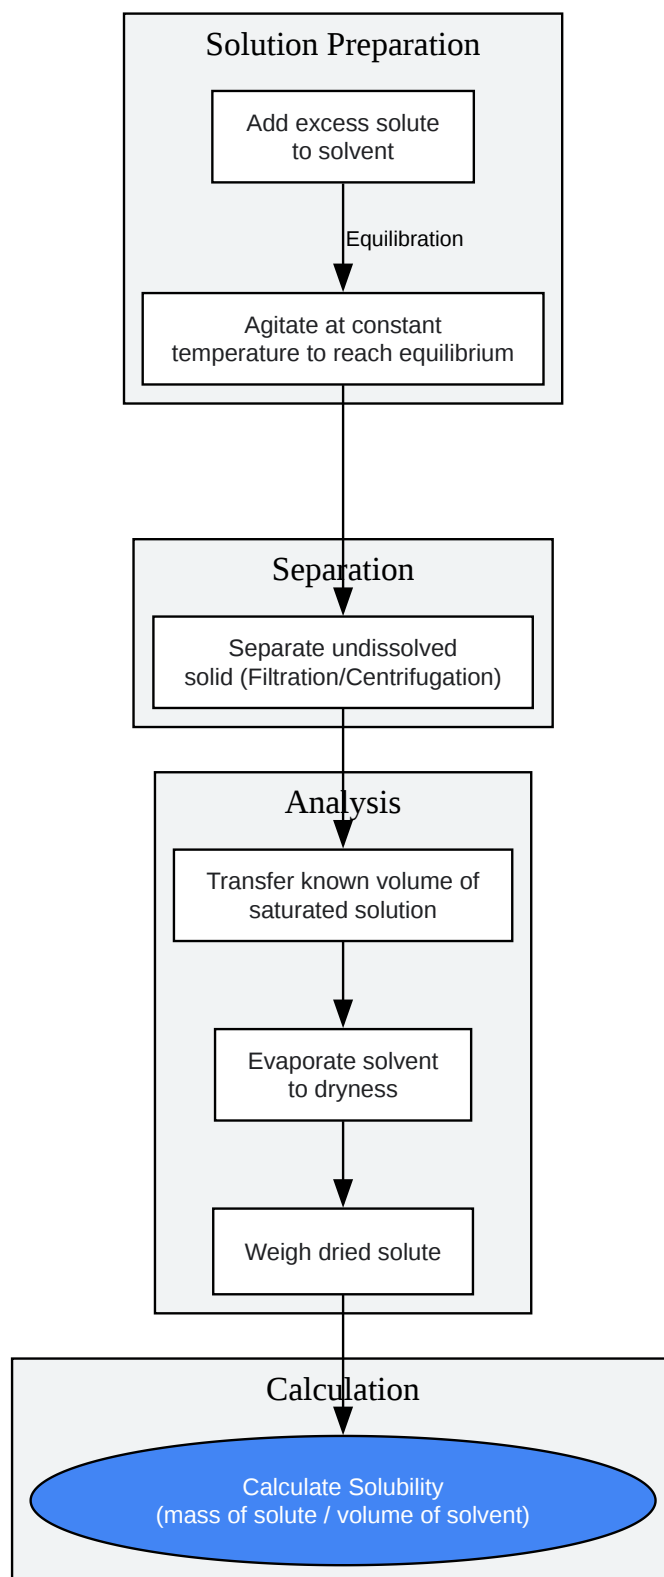 Solution Preparation
Add excess solute
to solvent
Equilibration
Agitate at constant
temperature to reach equilibrium
Separation
Separate undissolved
solid (Filtration/Centrifugation)
Analysis
Transfer known volume of
saturated solution
Evaporate solvent
to dryness
Weigh dried solute
Calculation
Calculate Solubility
(mass of solute / volume of solvent)